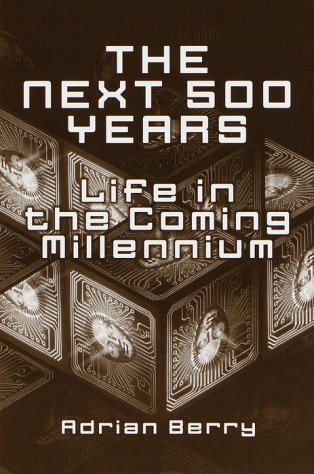 THE
NEXT 500
YEARS
Life in
the Coming
Millennium
Adrian Berry